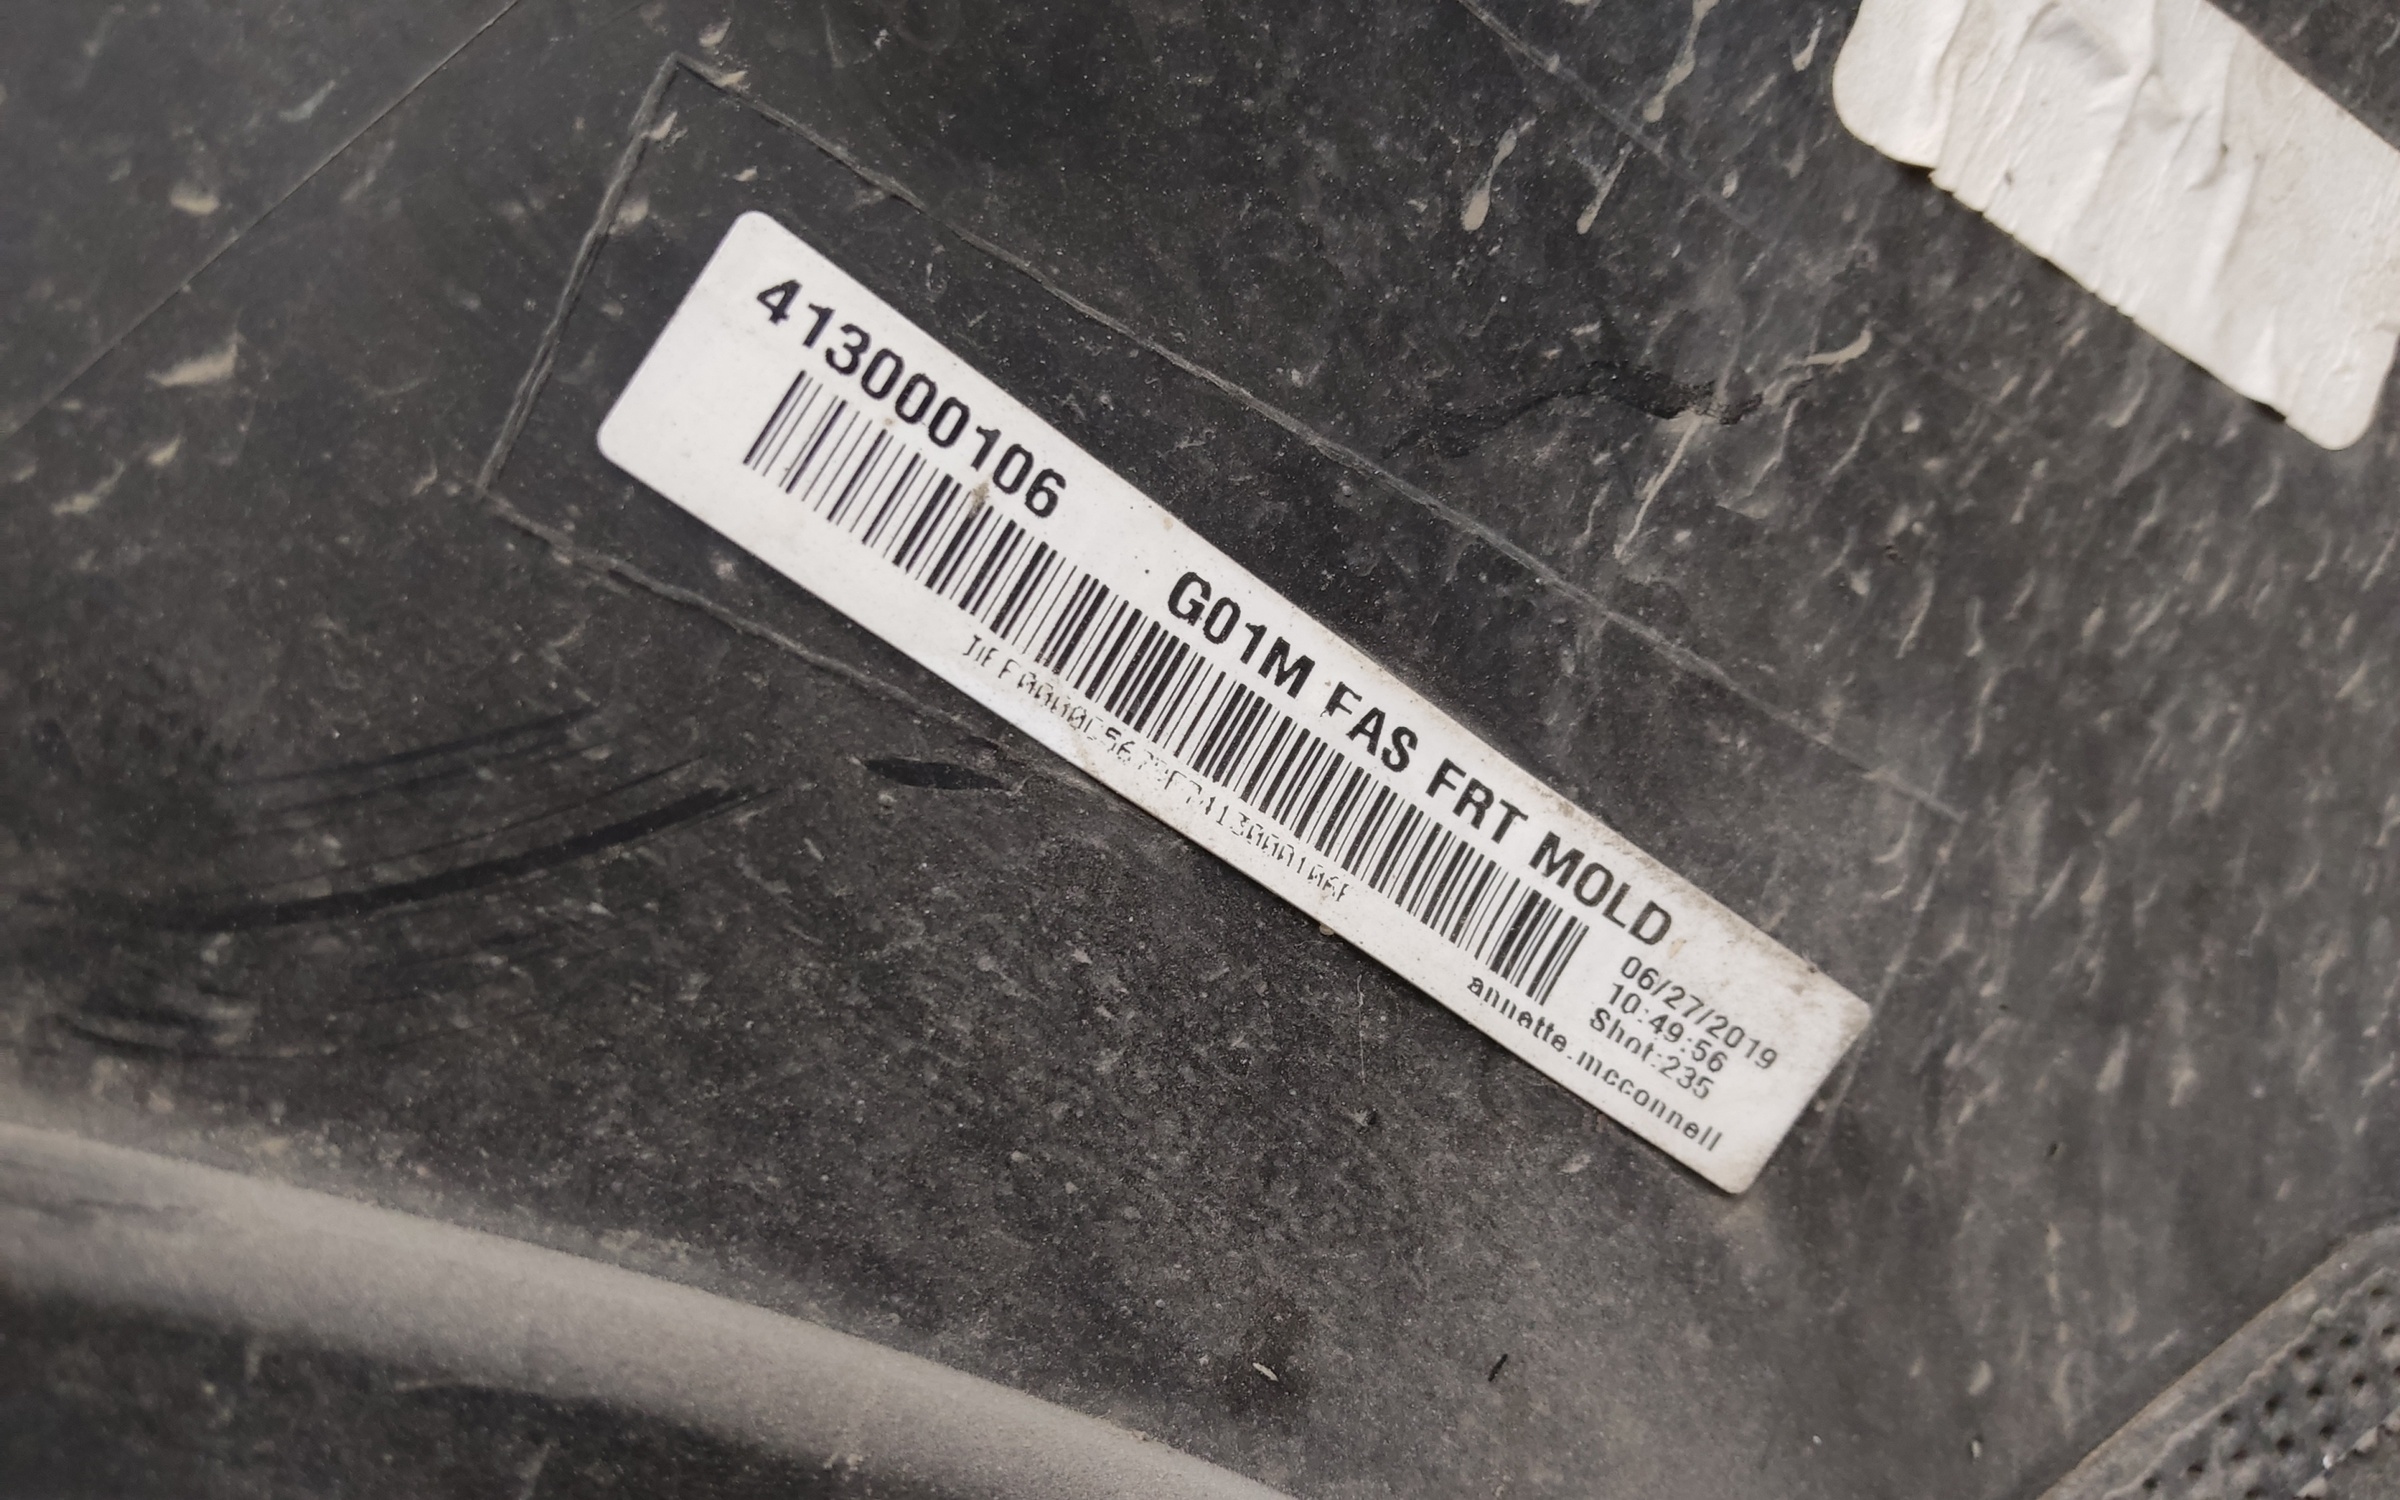 413000106
G01M FAS FRT MOLD
06/27/2019
10:49:56
Shot:235
annette.mcconnell